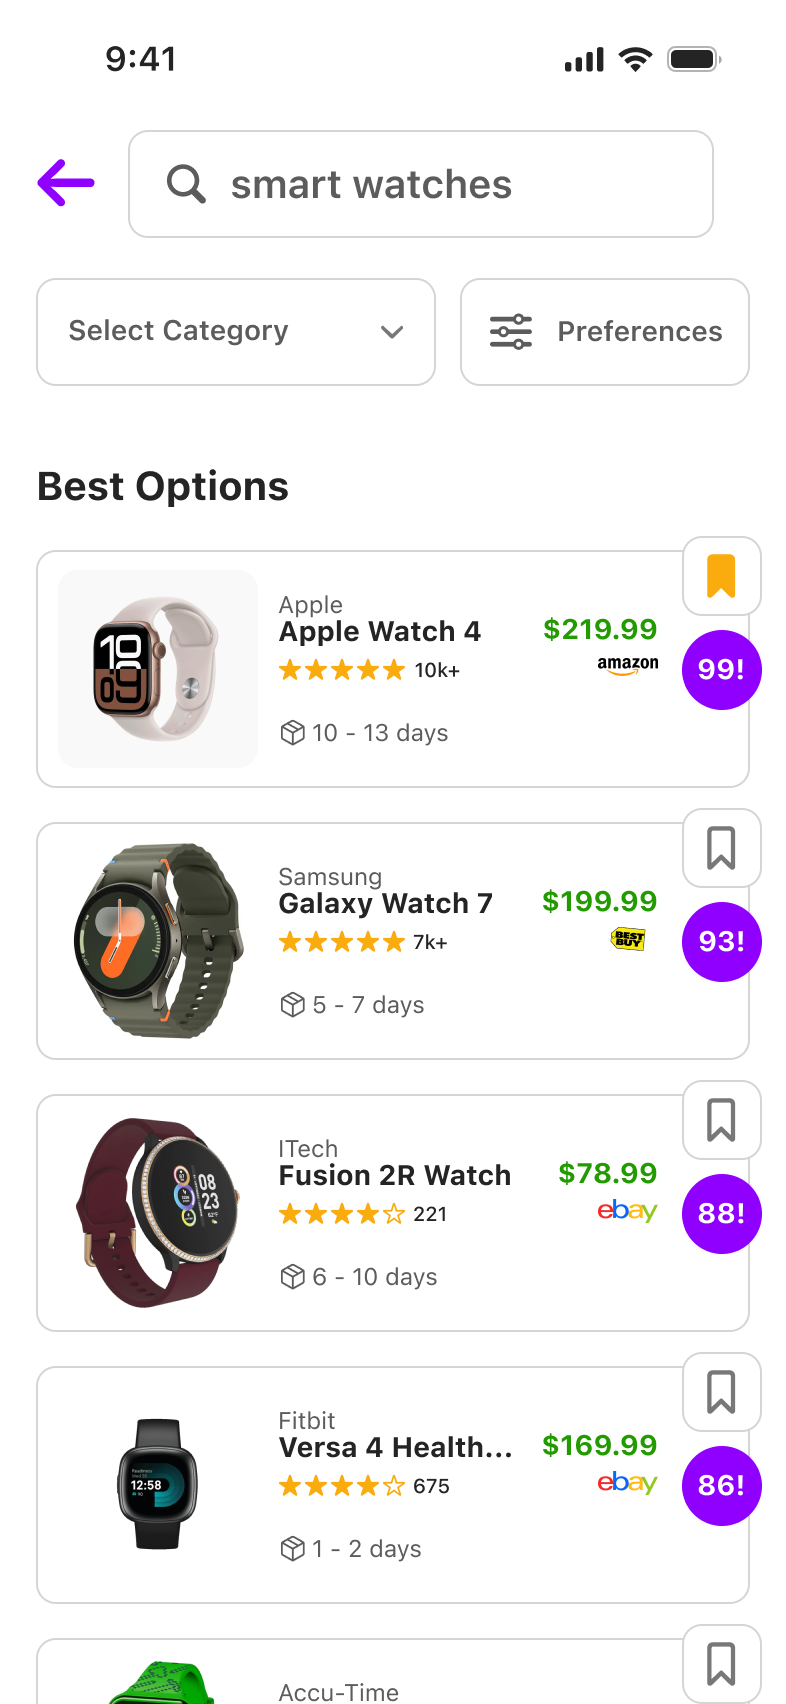 9:41
smart watches
Select Category
Preferences
Best Options
Apple
Apple Watch 4
$219.99
10k+
amazon
99!
10 - 13 days
10
09
Samsung
Galaxy Watch 7
$199.99
7k+
BEST
BUY
93!
5 - 7 days
ITech
Fusion 2R Watch
$78.99
221
ebay
88!
6 - 10 days
08
23
Fitbit
Versa 4 Health...
$169.99
675
ebay
86!
1 - 2 days
12:58
Accu-Time